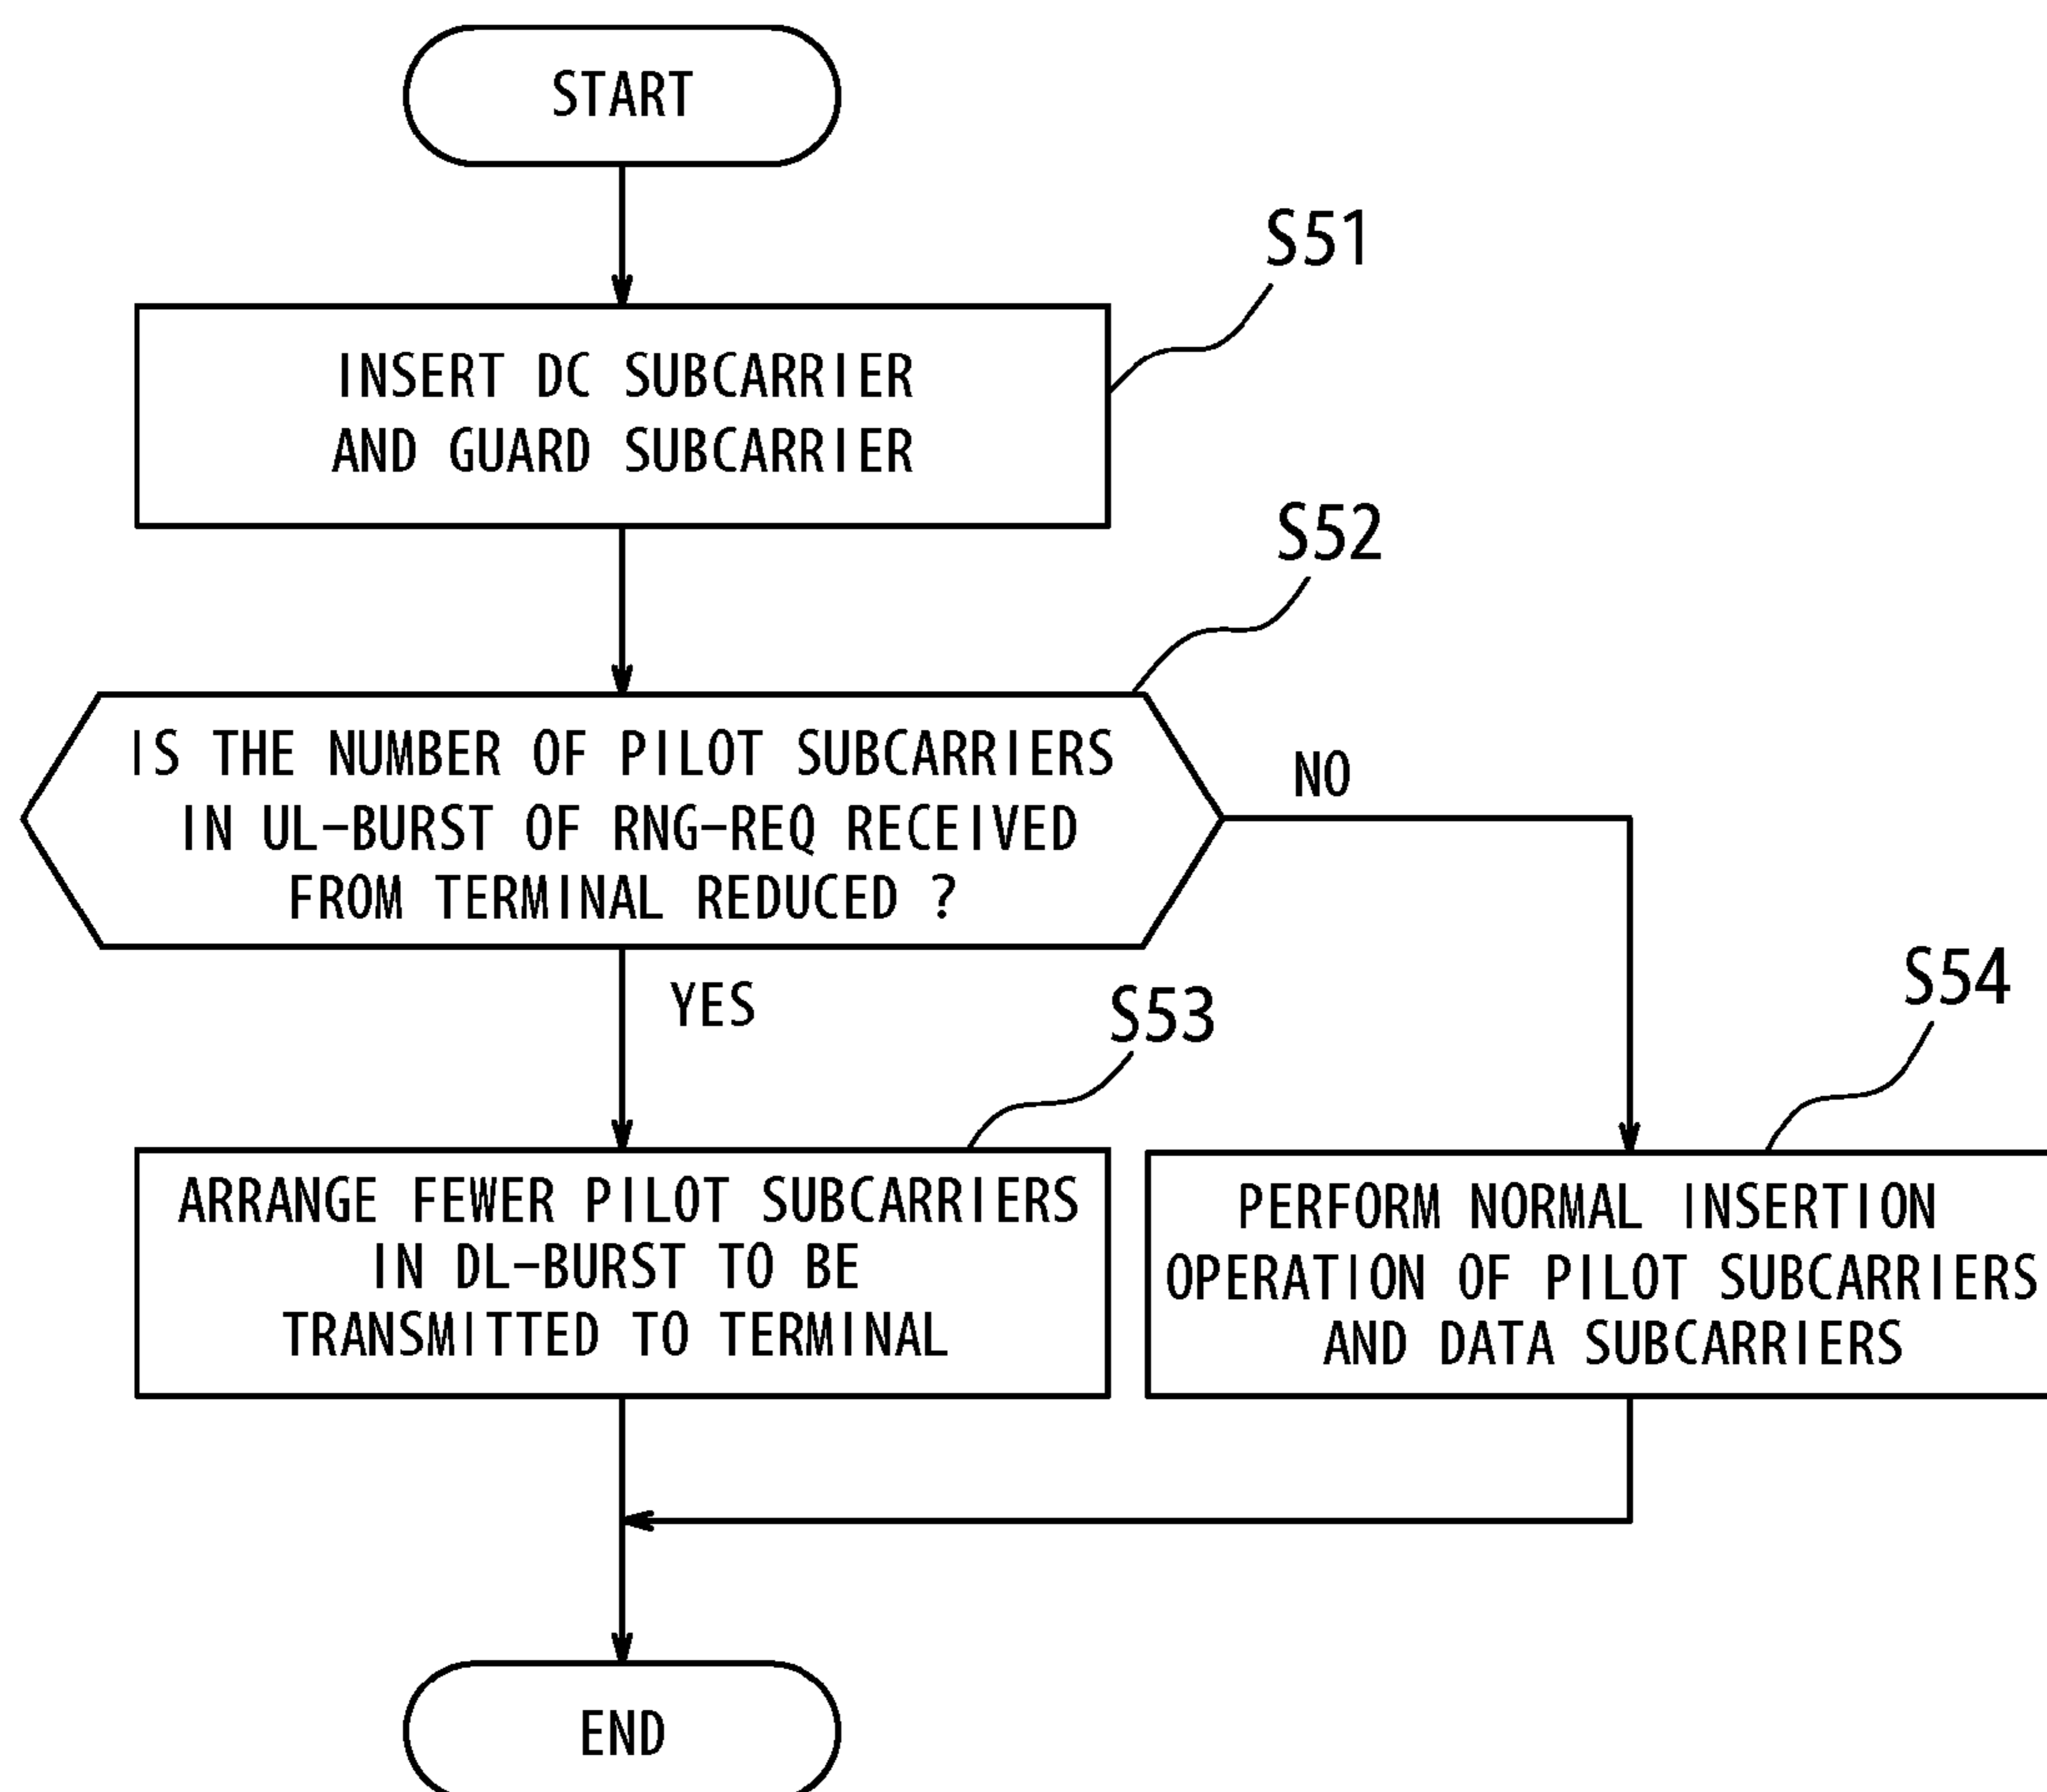 START
S51
INSERT DC SUBCARRIER
AND GUARD SUBCARRIER
S52
IS THE NUMBER OF PILOT SUBCARRIERS
IN UL-BURST OF RNG-REQ RECEIVED
FROM TERMINAL REDUCED ?
NO
YES
S53
S54
ARRANGE FEWER PILOT SUBCARRIERS
IN DL-BURST TO BE
TRANSMITTED TO TERMINAL
PERFORM NORMAL INSERTION
OPERATION OF PILOT SUBCARRIERS
AND DATA SUBCARRIERS
END